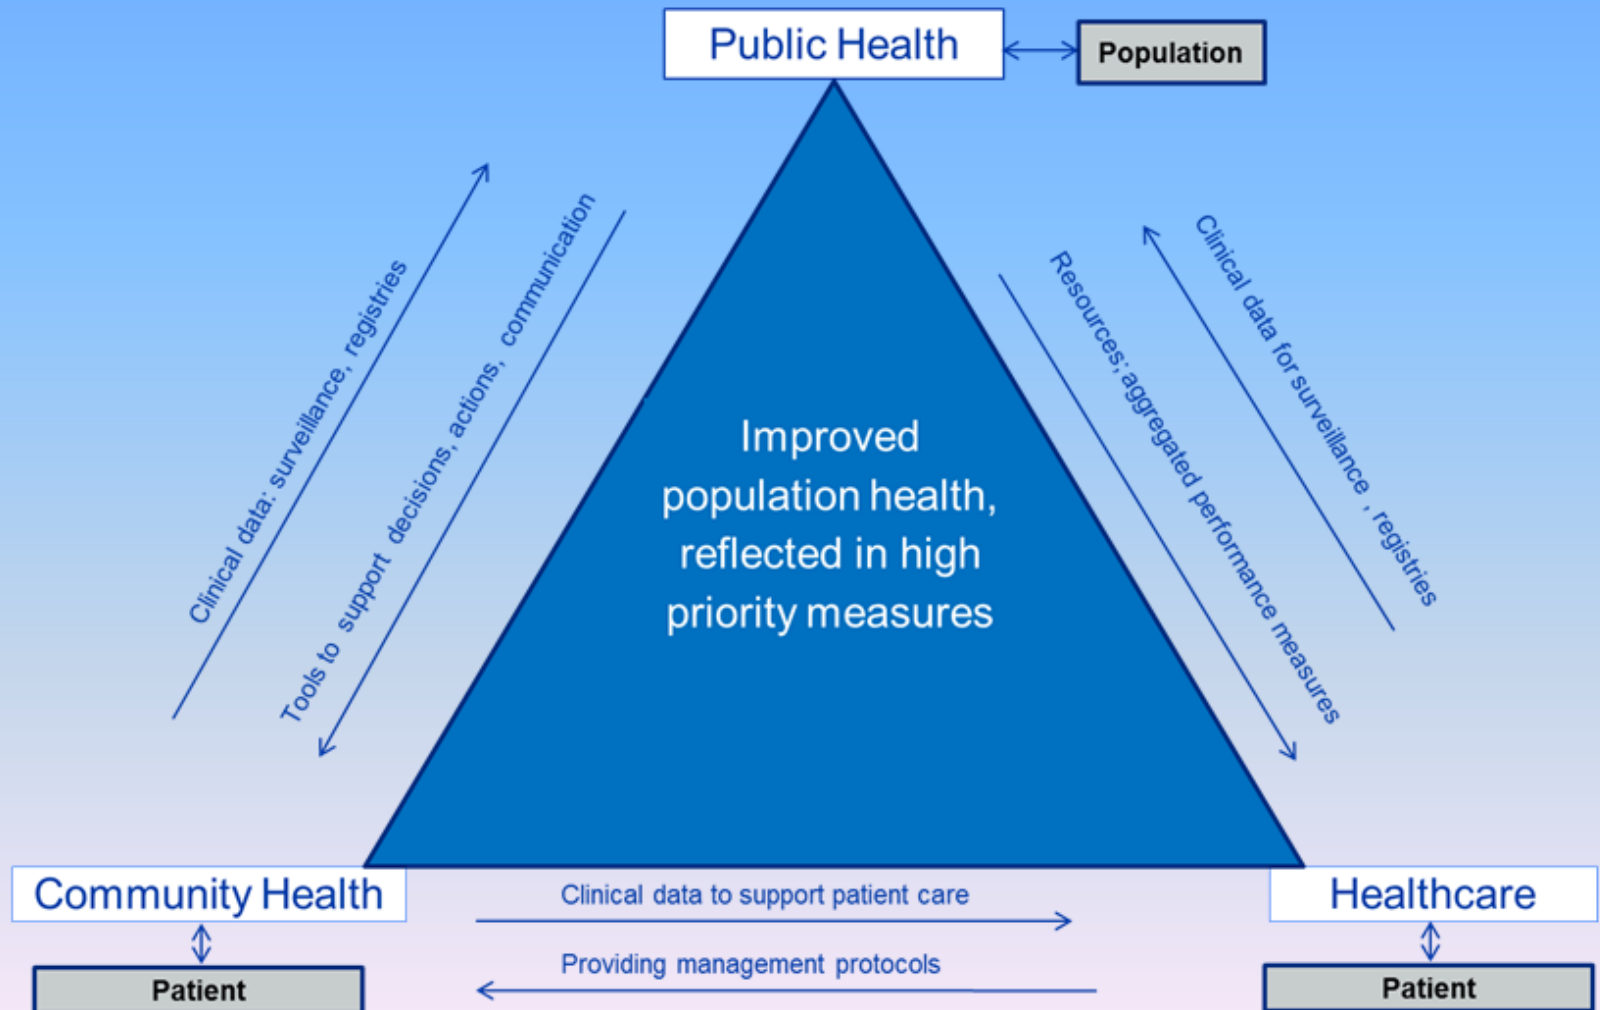 Public Health
Population
Clinical data: surveillance, registries
Tools to support decisions, actions, communication
Resources; aggregated performance measures
Clinical data for surveillance , registries
Improved
population health,
reflected in high
priority measures
Community Health
Clinical data to support patient care
Healthcare
Providing management protocols
Patient
Patient